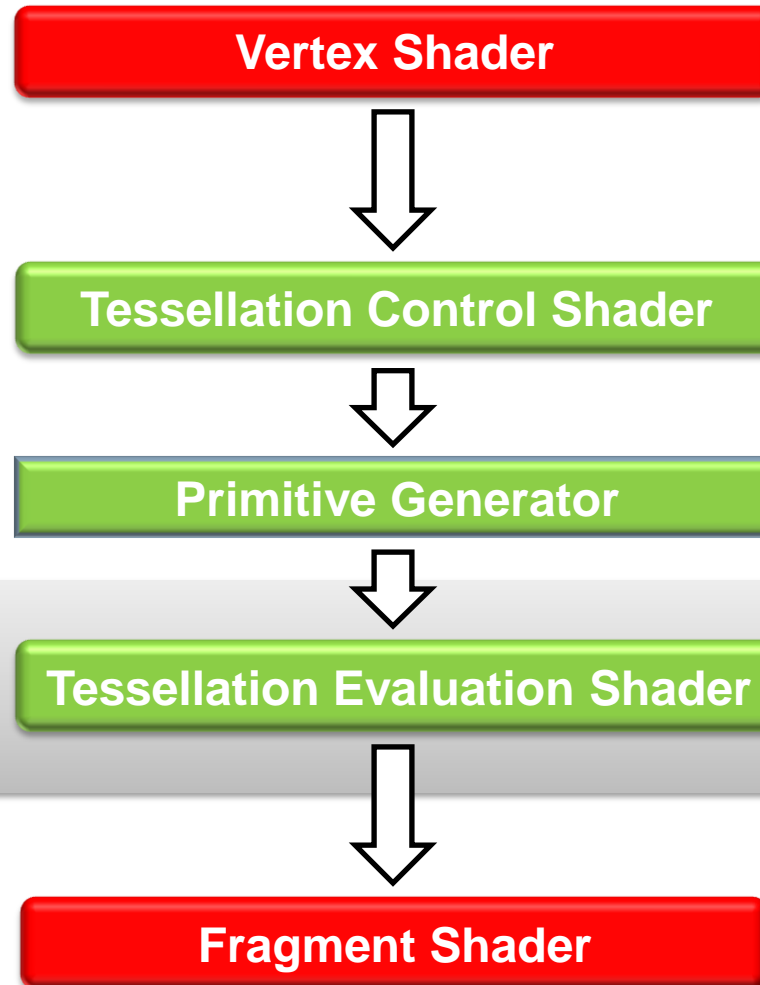 Vertex Shader
Tessellation Control Shader
Primitive Generator
Tessellation Evaluation Shader
Fragment Shader